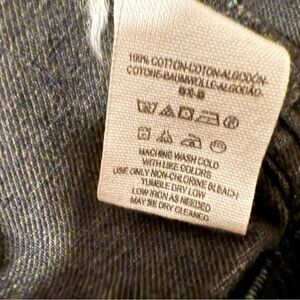 100% COTTON-COTON-ALGODÓN-
COTONE-BAUMWOLLE-ALGODÃO-
MACHINE WASH COLD
WITH LIKE COLORS
USE ONLY NON-CHLORINE BLEACH
TUMBLE DRY LOW
LOW IRON AS NEEDED
MAY BE DRY CLEANED